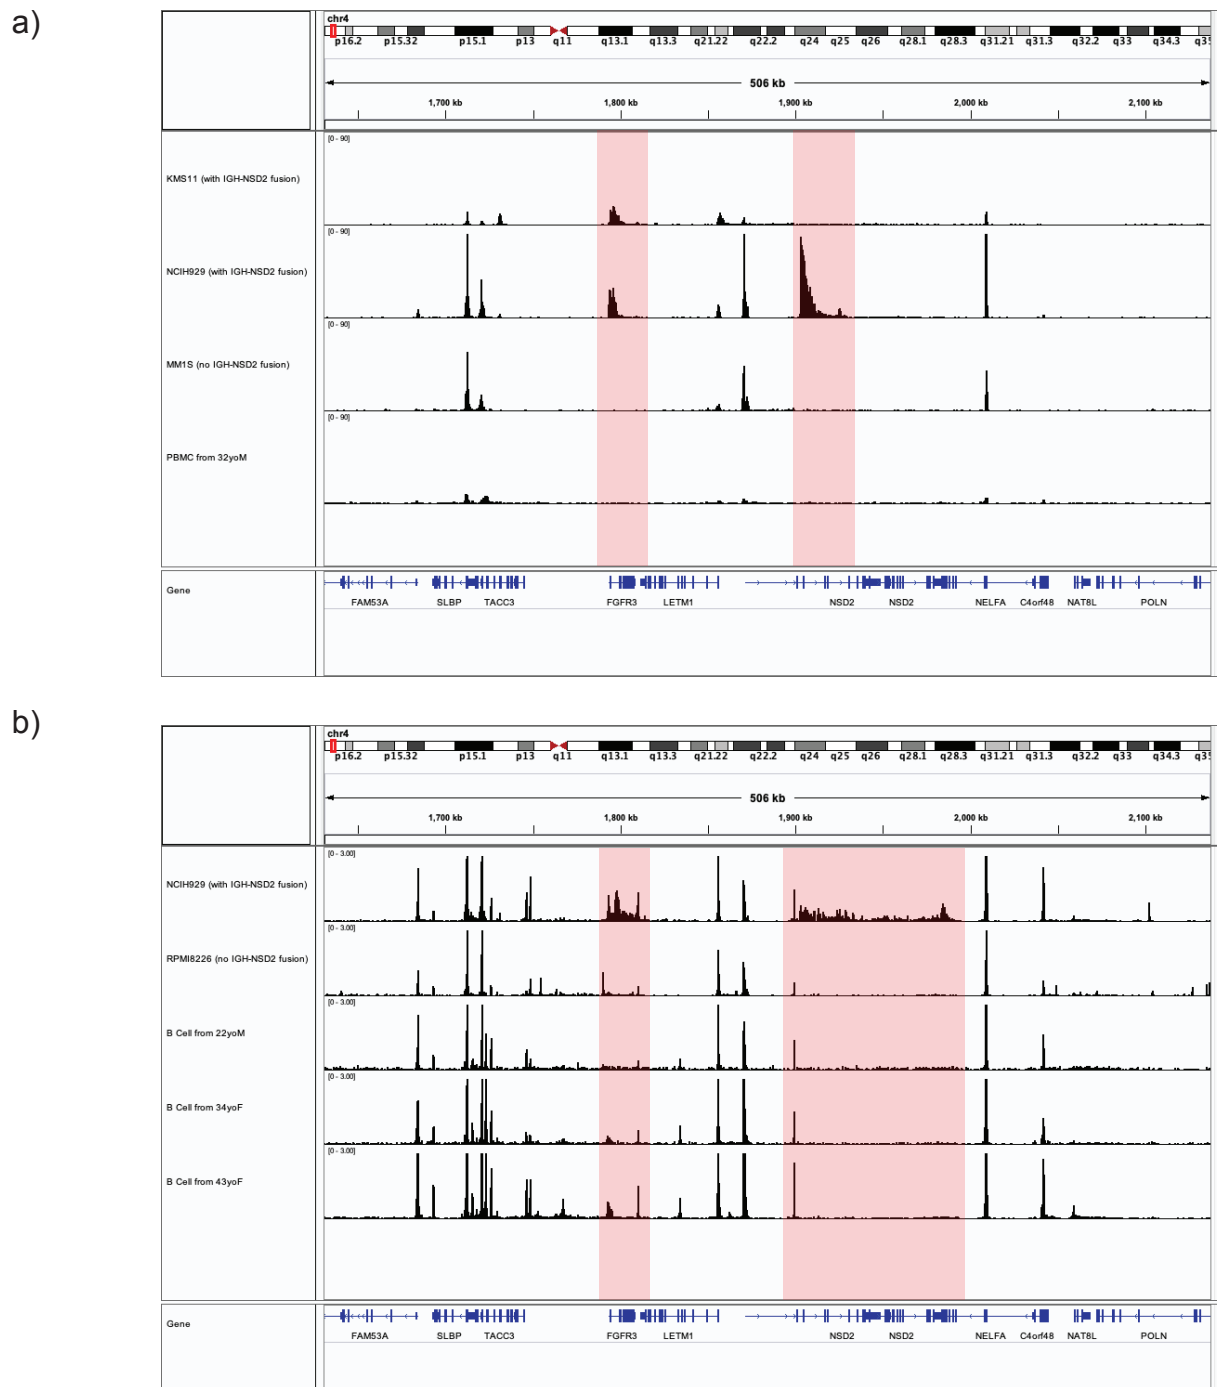 a)
chr4
p16.2 p15.32 p15.1 p13 q11 q13.1 q13.3 q21.22 q22.2 q24 q25 q26 q28.1 q28.3 q31.21 q31.3 q32.2 q33 q34.3 q35
506 kb
1,700 kb 1,800 kb 1,900 kb 2,000 kb 2,100 kb
[0 - 90]
KMS11 (with IGH-NSD2 fusion)
[0 - 90]
NCIH929 (with IGH-NSD2 fusion)
[0 - 90]
MM1S (no IGH-NSD2 fusion)
[0 - 90]
PBMC from 32yoM
Gene
FAM53A SLBP TACC3 FGFR3 LETM1 NSD2 NSD2 NELFA C4orf48 NAT8L POLN
b)
chr4
p16.2 p15.32 p15.1 p13 q11 q13.1 q13.3 q21.22 q22.2 q24 q25 q26 q28.1 q28.3 q31.21 q31.3 q32.2 q33 q34.3 q35
506 kb
1,700 kb 1,800 kb 1,900 kb 2,000 kb 2,100 kb
[0 - 3.00]
NCIH929 (with IGH-NSD2 fusion)
[0 - 3.00]
RPMI8226 (no IGH-NSD2 fusion)
[0 - 3.00]
B Cell from 22yoM
[0 - 3.00]
B Cell from 34yoF
[0 - 3.00]
B Cell from 43yoF
Gene
FAM53A SLBP TACC3 FGFR3 LETM1 NSD2 NSD2 NELFA C4orf48 NAT8L POLN